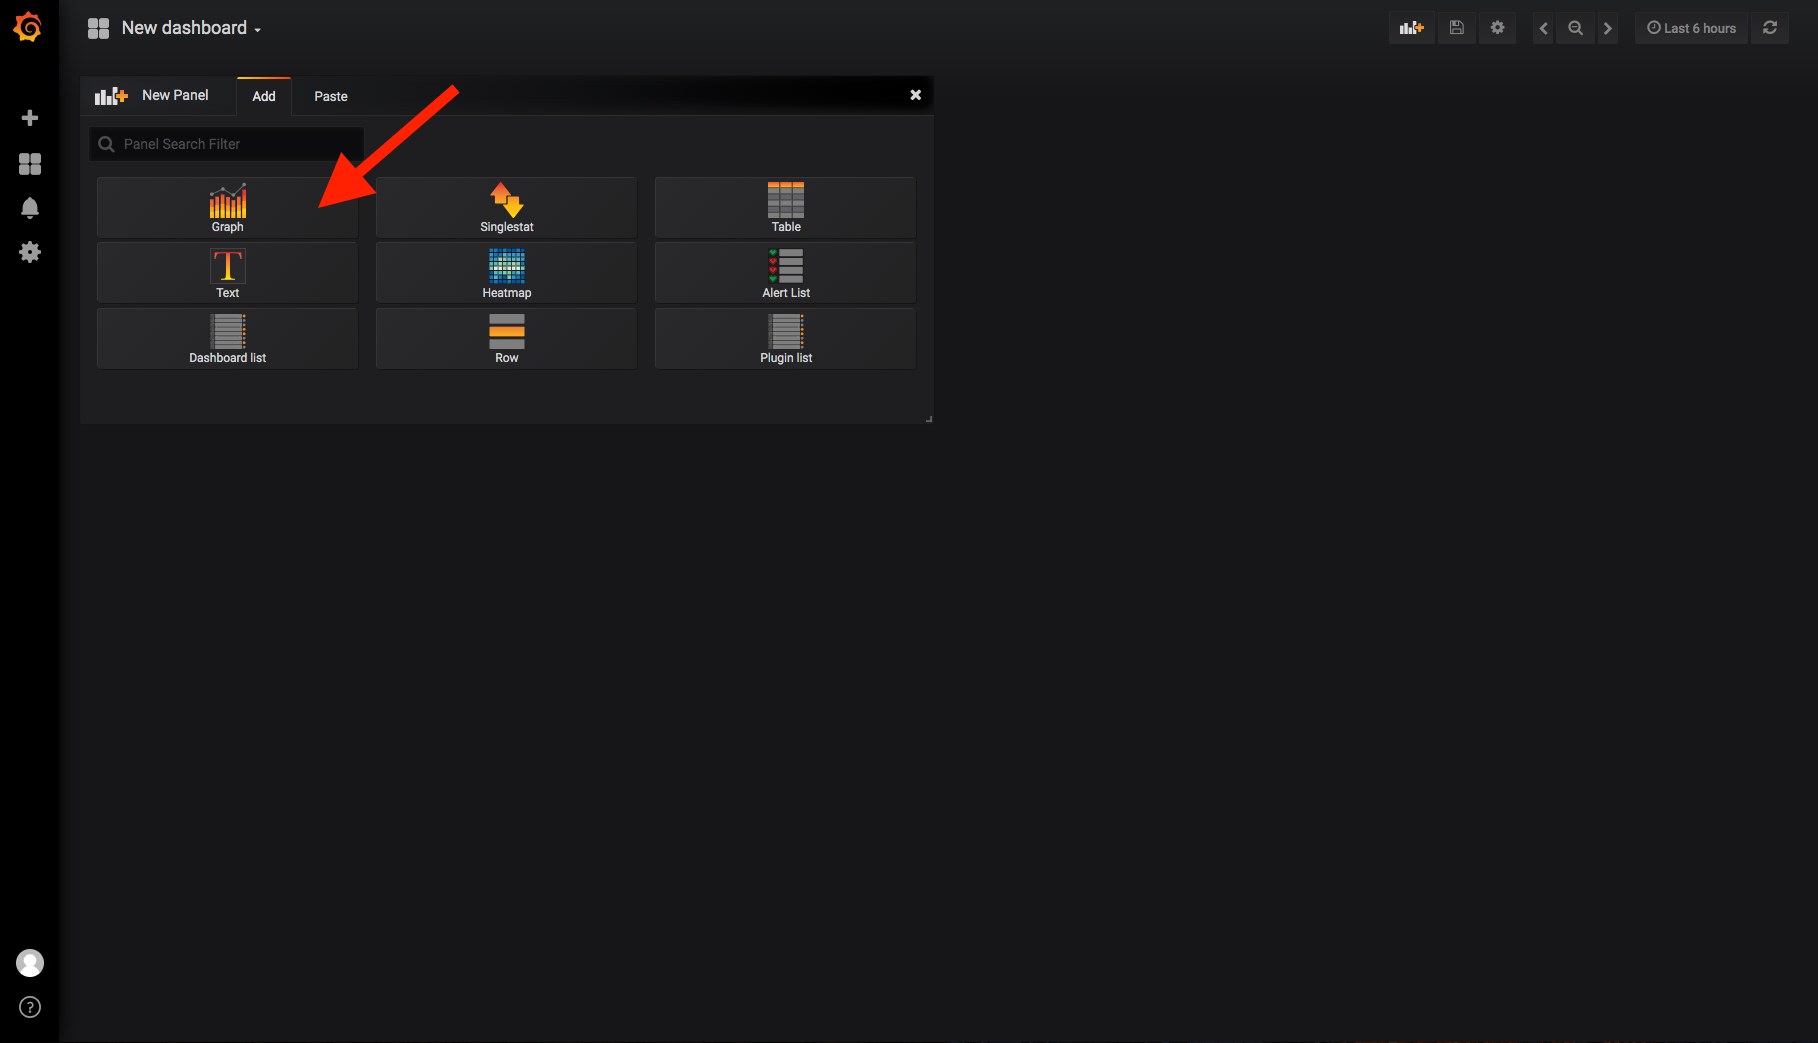 New dashboard
Last 6 hours
New Panel
Add
Paste
Panel Search Filter
Graph
Singlestat
Table
Text
Heatmap
Alert List
Dashboard list
Row
Plugin list